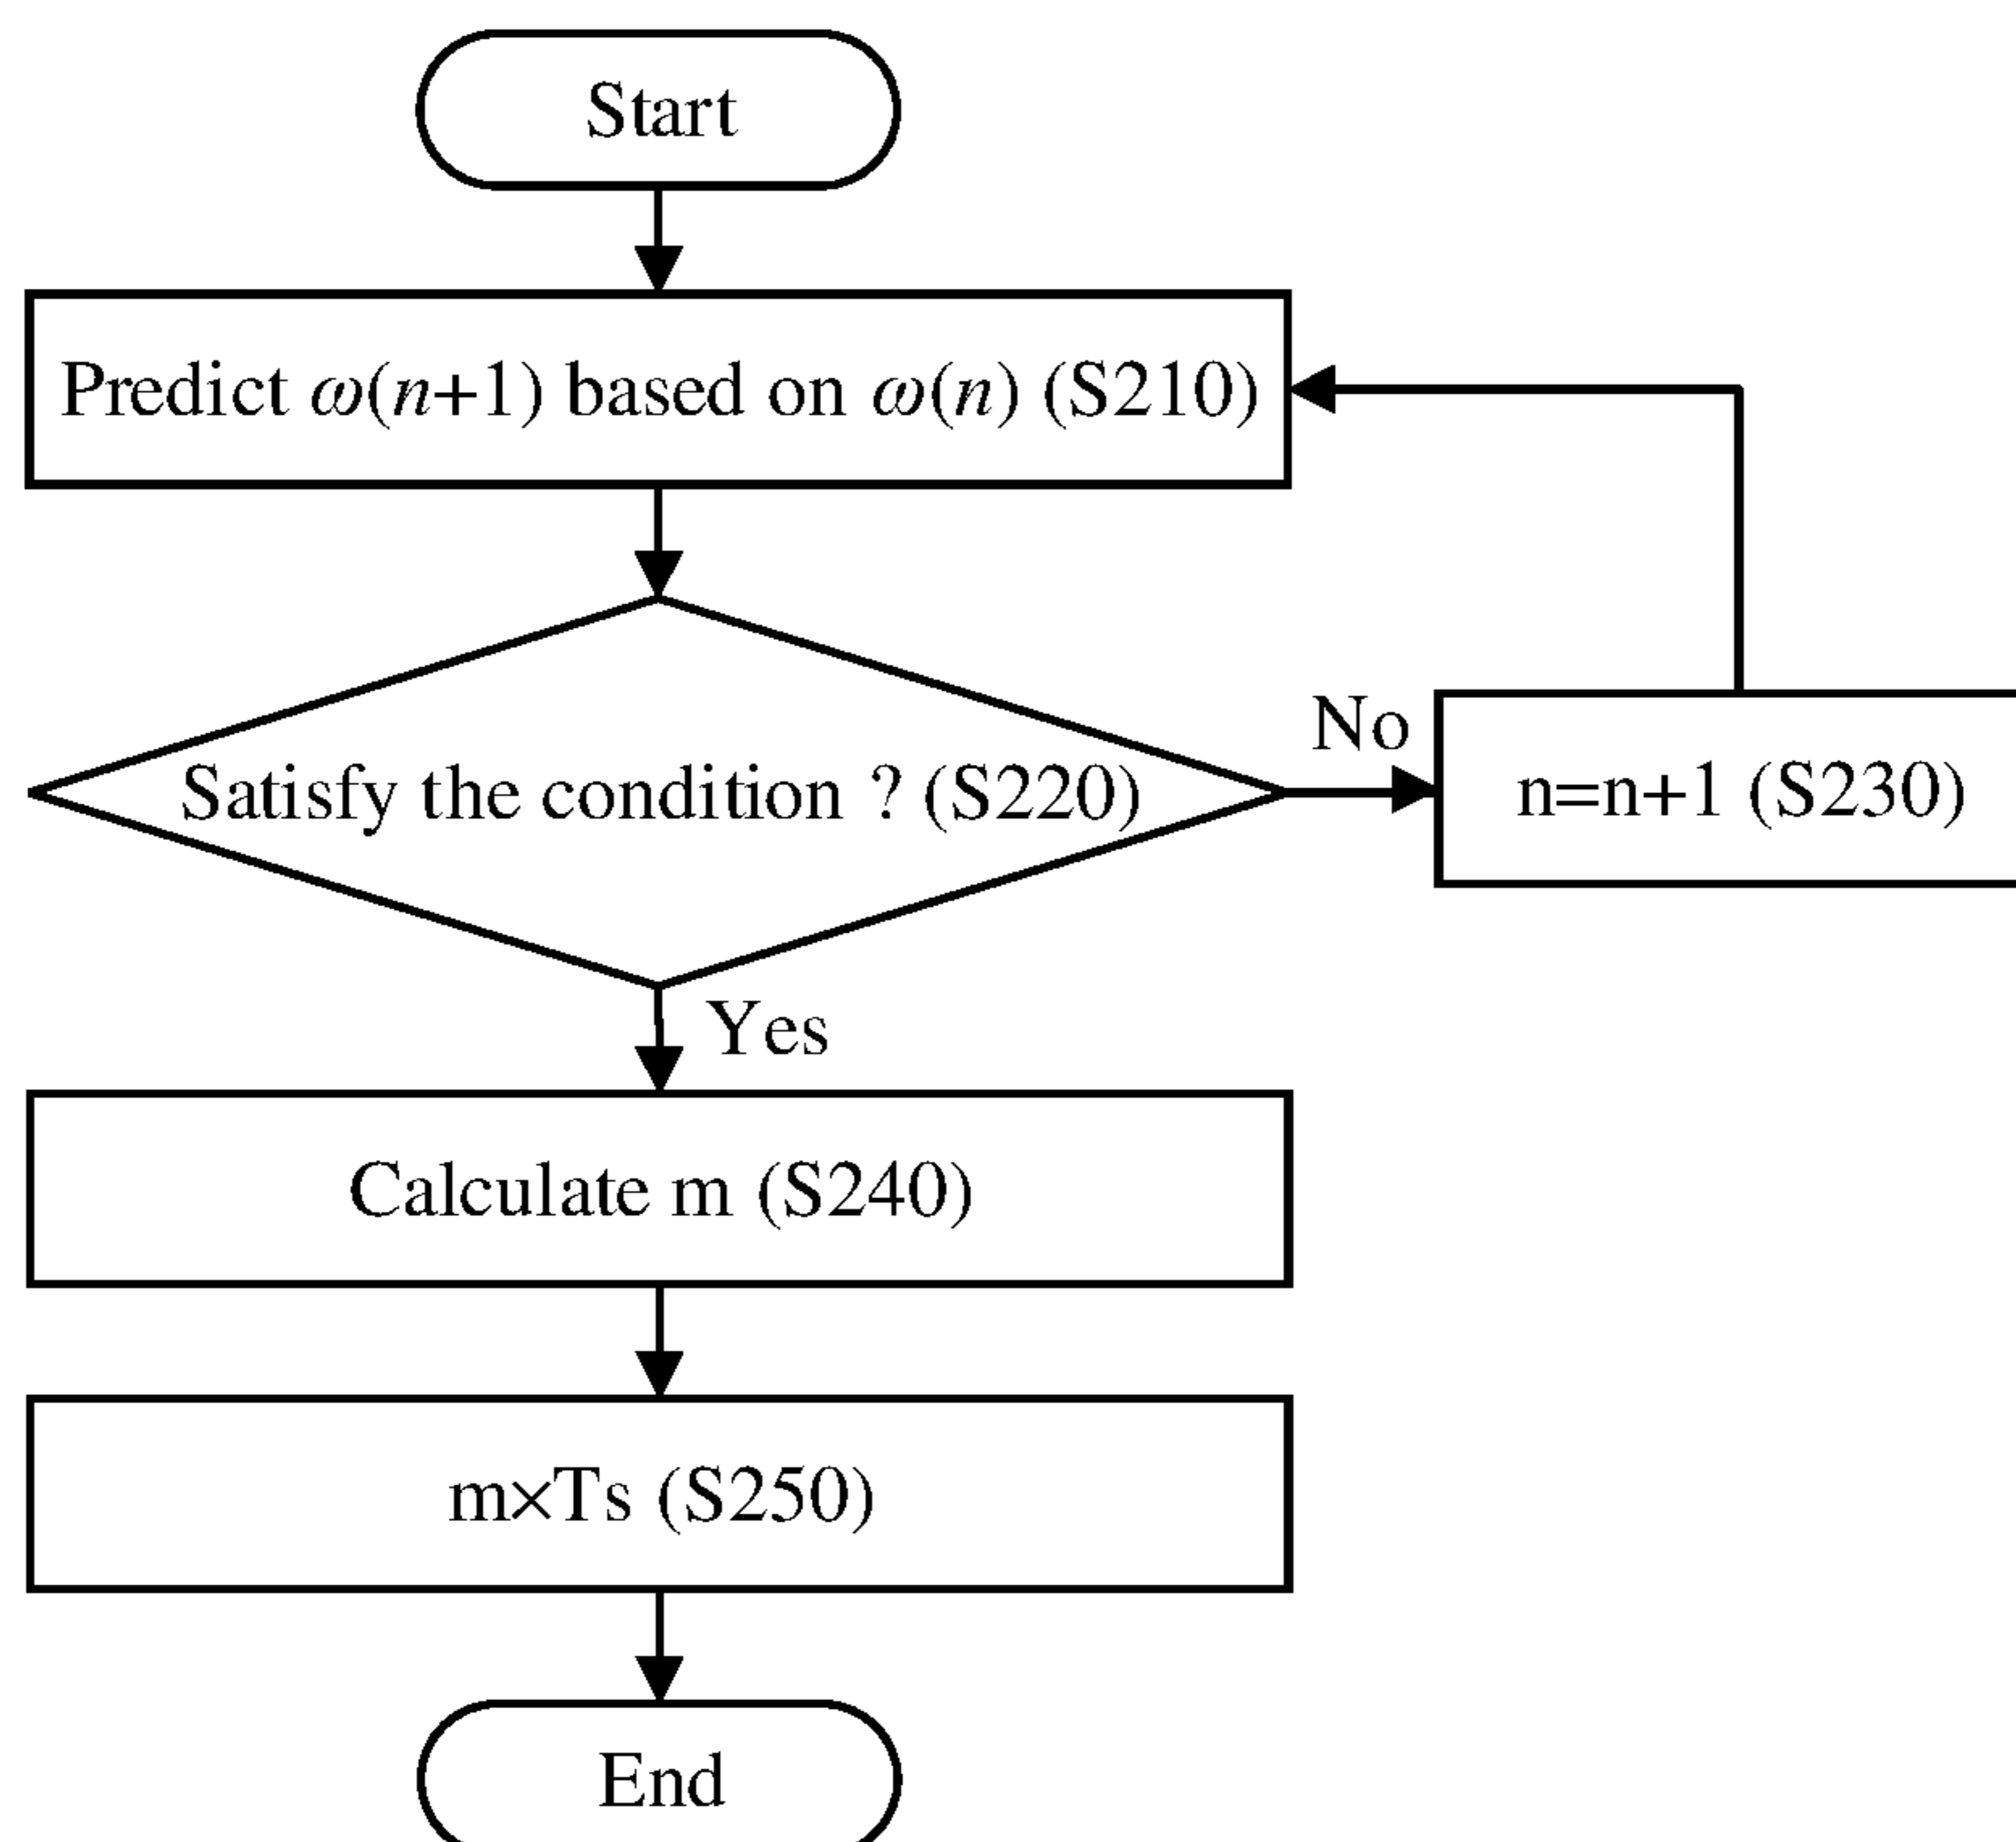 Start
Predict ω(n+1) based on ω(n) (S210)
Satisfy the condition ? (S220)
No
n=n+1 (S230)
Yes
Calculate m (S240)
m×Ts (S250)
End